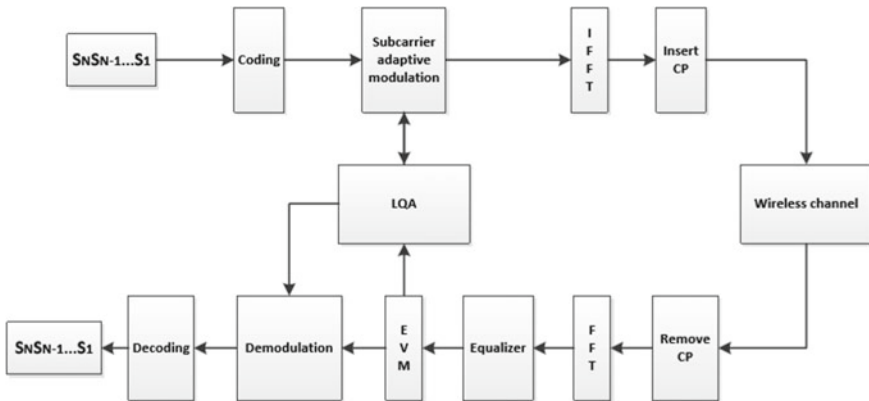 SNSN-1...S1
Coding
Subcarrier
adaptive
modulation
I
F
F
T
Insert
CP
LQA
Wireless channel
SNSN-1...S1
Decoding
Demodulation
E
V
M
Equalizer
F
F
T
Remove
CP